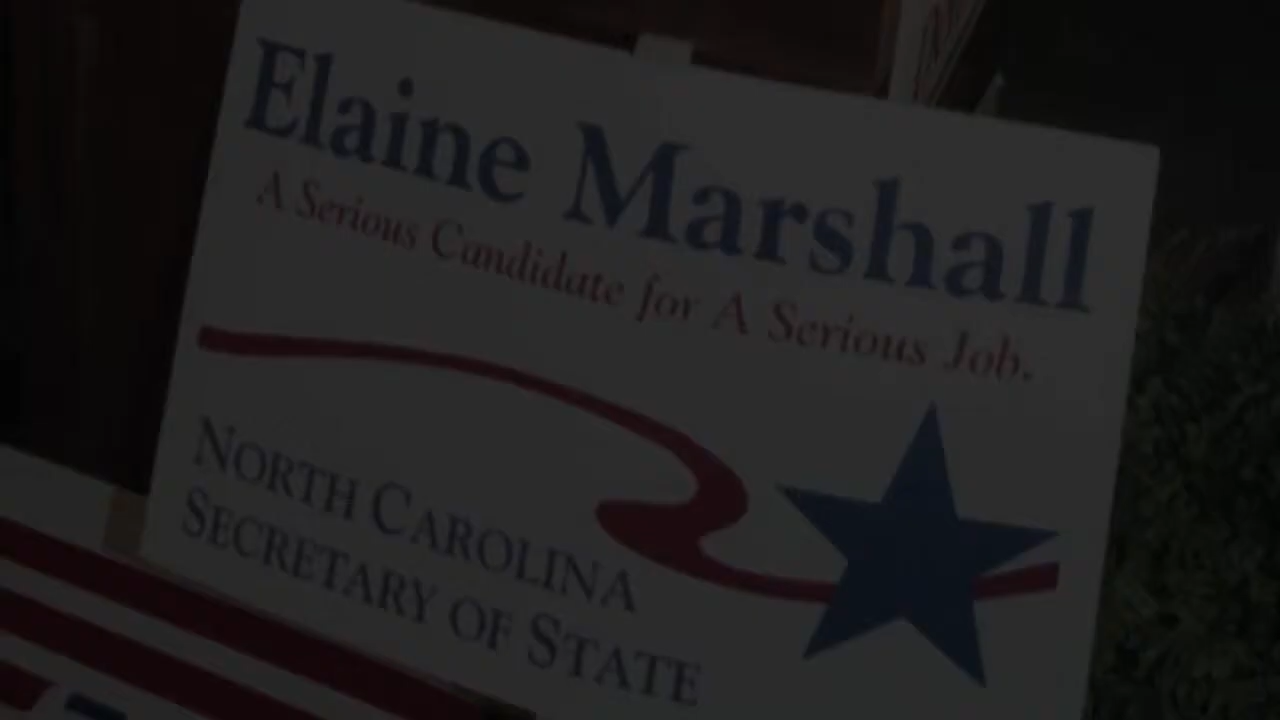 Elaine Marshall
A Serious Candidate for A Serious Job.
NORTH CAROLINA
SECRETARY OF STATE